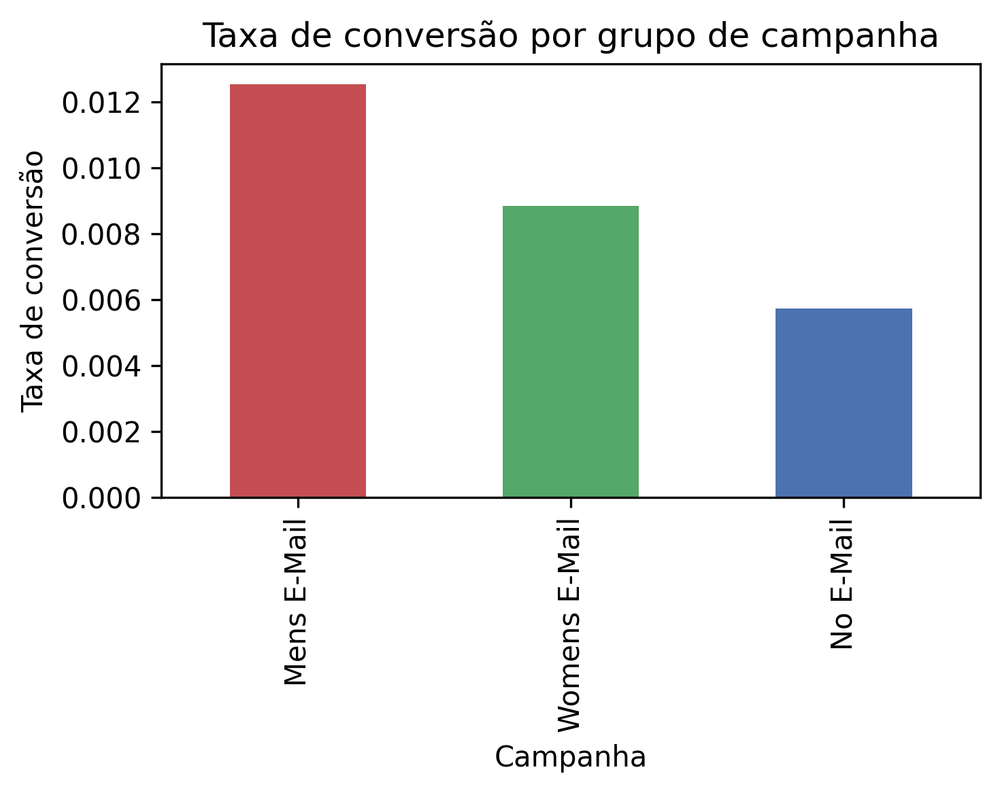 Taxa de conversão por grupo de campanha
Taxa de conversão
0.012
0.010
0.008
0.006
0.004
0.002
0.000
Mens E-Mail
Womens E-Mail
No E-Mail
Campanha